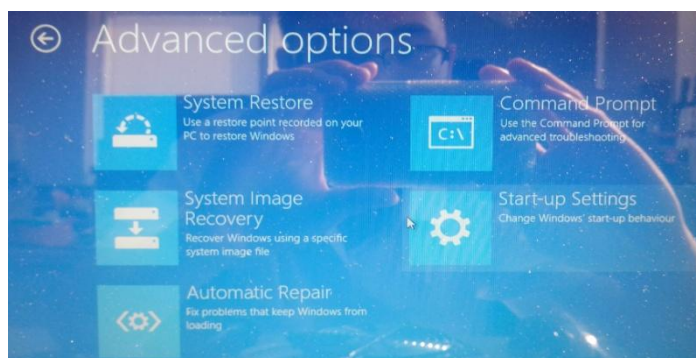 Advanced options
System Restore
Use a restore point recorded on your
PC to restore Windows
System Image
Recovery
Recover Windows using a specific
system image file
Automatic Repair
Fix problems that keep Windows from
loading
C:\
Command Prompt
Use the Command Prompt for
advanced troubleshooting
Start-up Settings
Change Windows' start-up behaviour